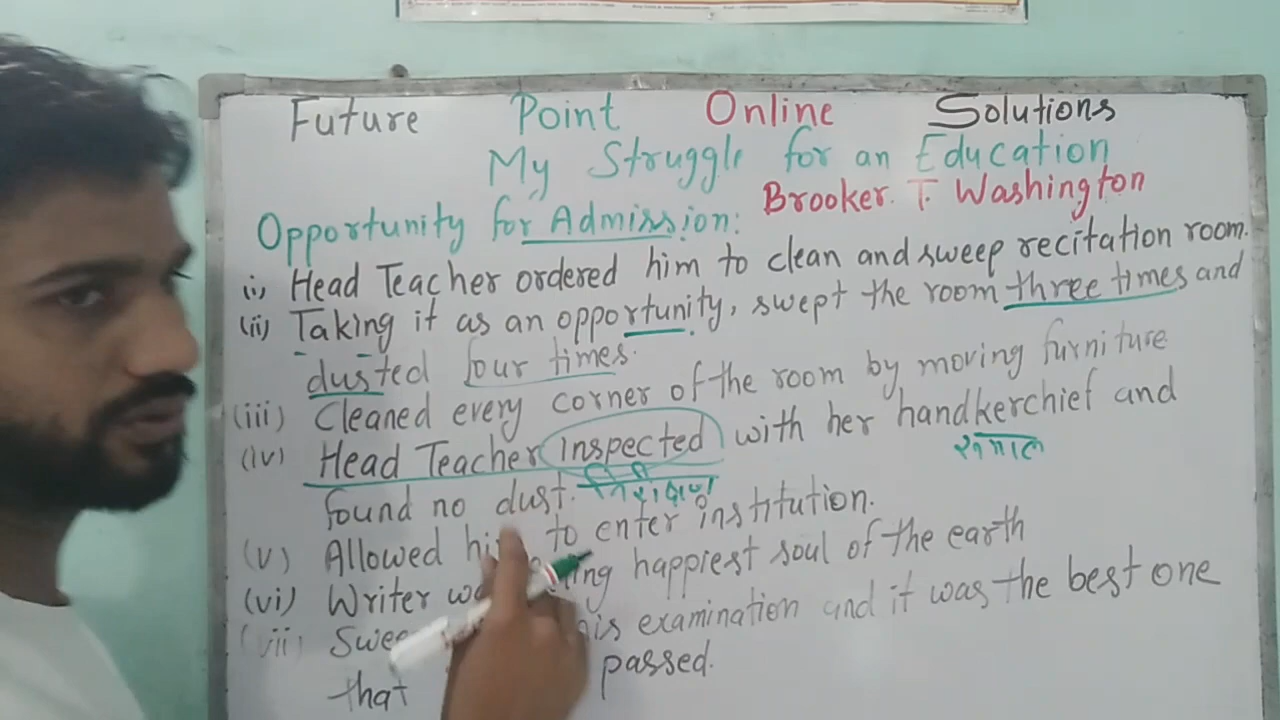 Future Point Online Solutions
My Struggle for an Education
Brooker T. Washington
Opportunity for Admission:
(i) Head Teacher ordered him to clean and sweep recitation room.
(ii) Taking it as an opportunity, swept the room three times and
dusted four times.
(iii) Cleaned every corner of the room by moving furniture
(iv) Head Teacher inspected with her handkerchief and
रुमाल
found no dust. निरीक्षण
(v) Allowed him to enter institution.
(vi) Writer happiest soul of the earth
(vii) examination and it was the best one
that passed.